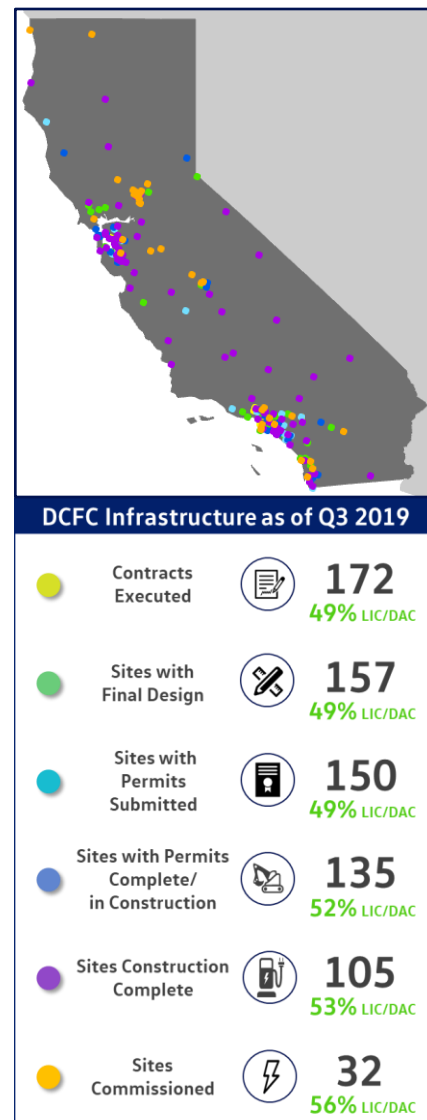 DCFC Infrastructure as of Q3 2019
Contracts
Executed
172
49% LIC/DAC
Sites with
Final Design
157
49% LIC/DAC
Sites with
Permits
Submitted
150
49% LIC/DAC
Sites with Permits
Complete/
in Construction
135
52% LIC/DAC
Sites Construction
Complete
105
53% LIC/DAC
Sites
Commissioned
32
56% LIC/DAC